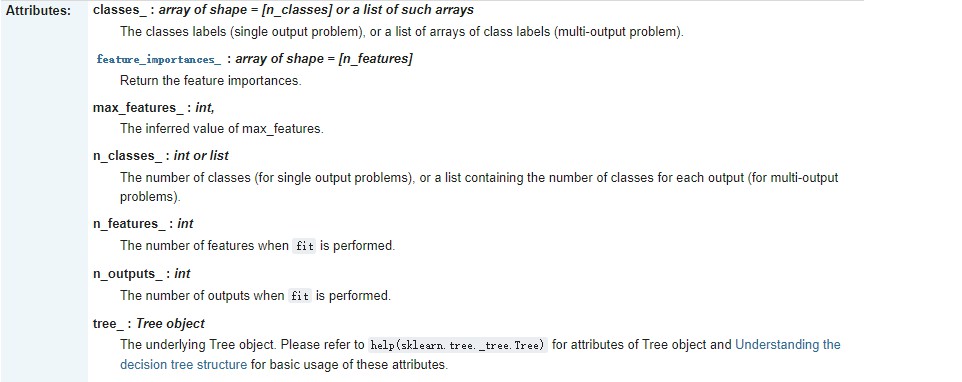 Attributes: classes_ : array of shape = [n_classes] or a list of such arrays
The classes labels (single output problem), or a list of arrays of class labels (multi-output problem).
feature_importances_ : array of shape = [n_features]
Return the feature importances.
max_features_ : int,
The inferred value of max_features.
n_classes_ : int or list
The number of classes (for single output problems), or a list containing the number of classes for each output (for multi-output
problems).
n_features_ : int
The number of features when fit is performed.
n_outputs_ : int
The number of outputs when fit is performed.
tree_ : Tree object
The underlying Tree object. Please refer to help(sklearn.tree._tree.Tree) for attributes of Tree object and Understanding the
decision tree structure for basic usage of these attributes.